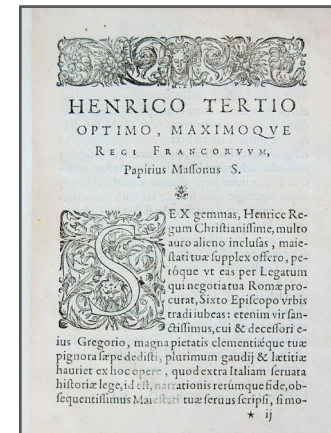 HENRICO TERTIO
OPTIMO, MAXIMOQVE
REGI FRANCORVVM,
Papirius Massonus S.
SEX gemmas, Henrice Re-
gum Christianissime, multo
auro alieno inclusas, maie-
stati tuæ supplex offero, pe-
tóque vt eas per Legatum
qui negotia tua Romæ pro-
curat, Sixto Episcopo vrbis
tradi iubeas: etenim vir san-
ctissimus, cui & decessori e-
ius Gregorio, magna pietatis clementiǽque tuæ
pignora sæpe dedisti, plurimum gaudij & lætitiæ
hauriet ex hoc opere, quod extra Italiam seruata
historiæ lege, id est, narrationis rerúmque fide, ob-
sequentissimus Maiestati tuæ seruus scripsi, si mo-
★ ij